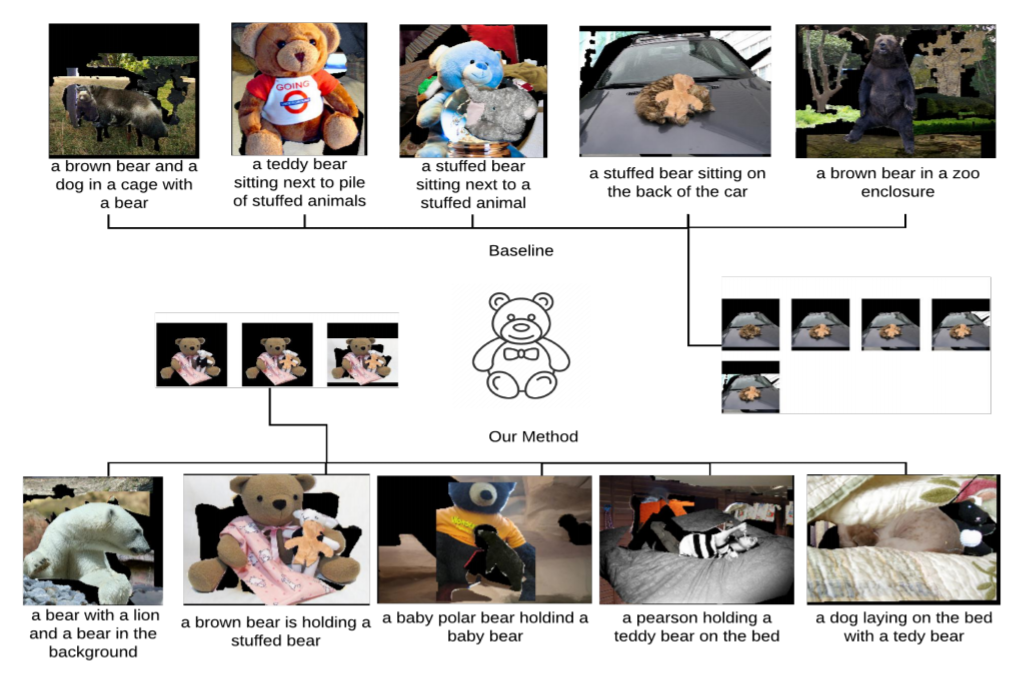 GOING
a brown bear and a
dog in a cage with
a bear
a teddy bear
sitting next to pile
of stuffed animals
a stuffed bear
sitting next to a
stuffed animal
a stuffed bear sitting on
the back of the car
a brown bear in a zoo
enclosure
Baseline
Our Method
a bear with a lion
and a bear in the
background
a brown bear is holding a
stuffed bear
a baby polar bear holdind a
baby bear
a pearson holding a
teddy bear on the bed
a dog laying on the bed
with a tedy bear